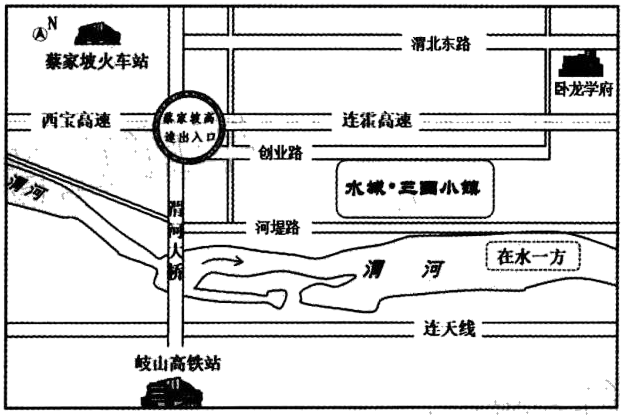 N
渭北东路
蔡家坡火车站
卧龙学府
西宝高速
蔡家坡高
速出入口
连霍高速
创业路
渭河
水城·三国小镇
渭河大桥
河堤路
在水一方
渭河
连天线
岐山高铁站